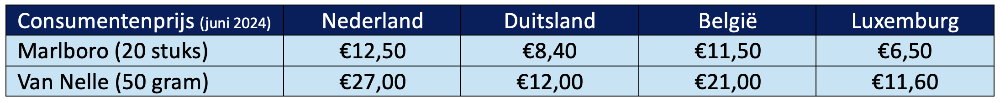 Consumentenprijs (juni 2024) Nederland Duitsland België Luxemburg
Marlboro (20 stuks) €12,50 €8,40 €11,50 €6,50
Van Nelle (50 gram) €27,00 €12,00 €21,00 €11,60